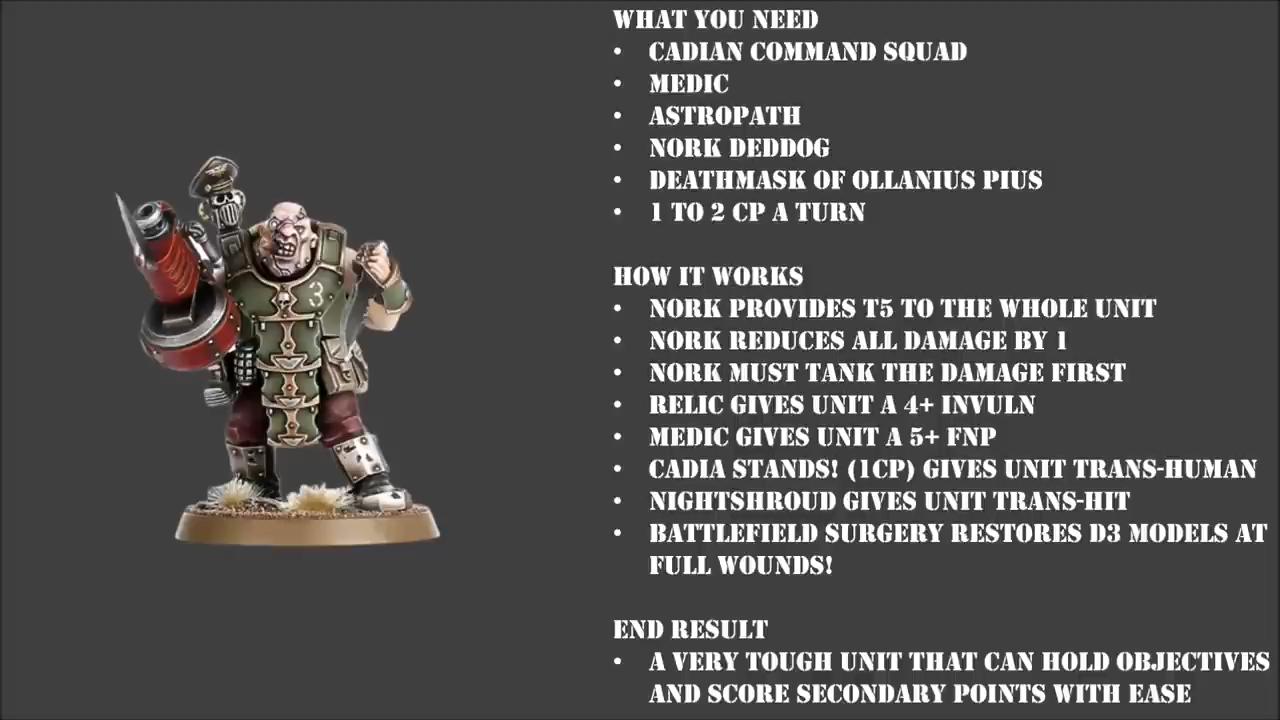 WHAT YOU NEED
• CADIAN COMMAND SQUAD
• MEDIC
• ASTROPATH
• NORK DEDDOG
• DEATHMASK OF OLLANIUS PIUS
• 1 TO 2 CP A TURN
HOW IT WORKS
• NORK PROVIDES T5 TO THE WHOLE UNIT
• NORK REDUCES ALL DAMAGE BY 1
• NORK MUST TANK THE DAMAGE FIRST
• RELIC GIVES UNIT A 4+ INVULN
• MEDIC GIVES UNIT A 5+ FNP
• CADIA STANDS! (1CP) GIVES UNIT TRANS-HUMAN
• NIGHTSHROUD GIVES UNIT TRANS-HIT
• BATTLEFIELD SURGERY RESTORES D3 MODELS AT
FULL WOUNDS!
END RESULT
• A VERY TOUGH UNIT THAT CAN HOLD OBJECTIVES
AND SCORE SECONDARY POINTS WITH EASE
3